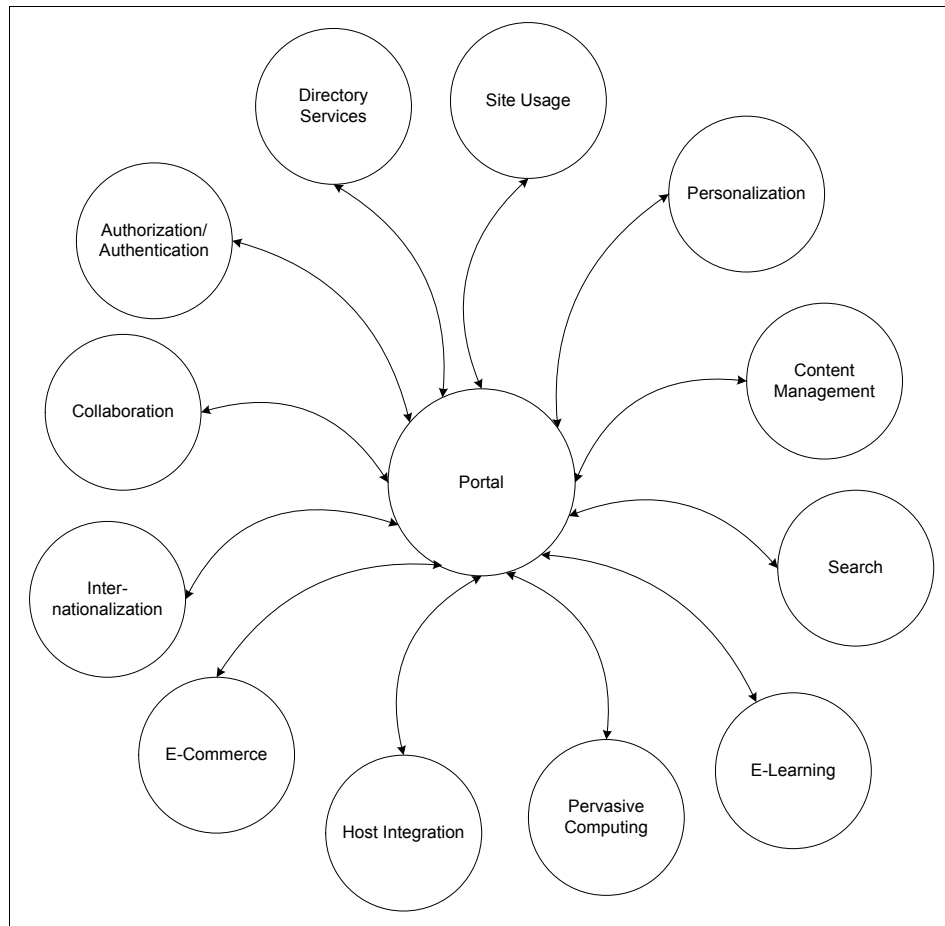 Directory
Services
Site Usage
Personalization
Authorization/
Authentication
Content
Management
Collaboration
Portal
Search
Inter-
nationalization
E-Commerce
E-Learning
Host Integration
Pervasive
Computing